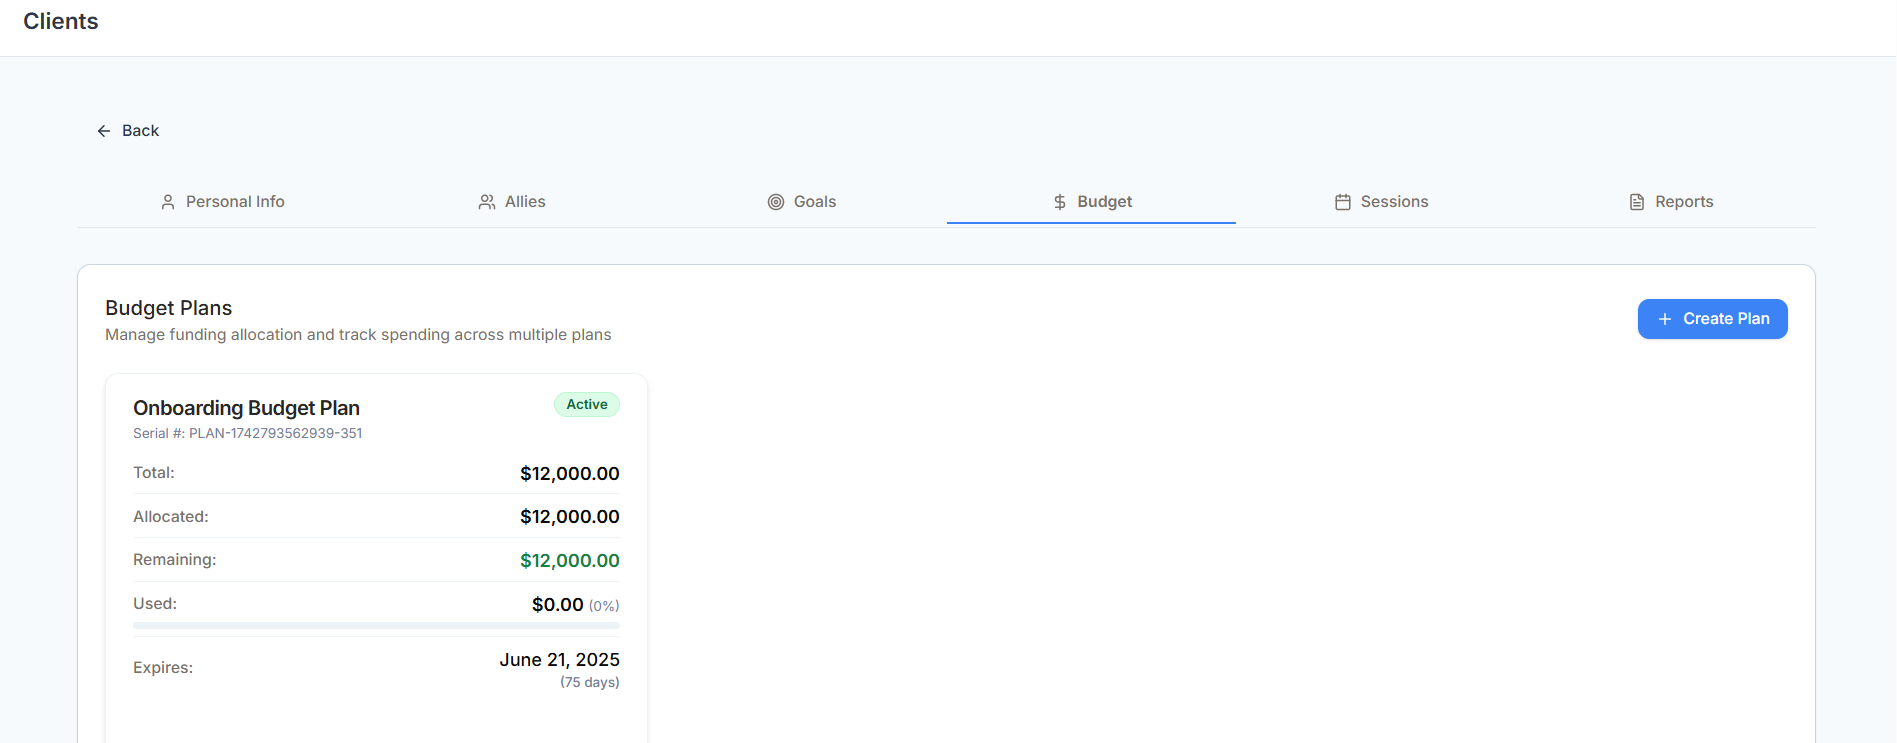 Clients
Back
Personal Info
Allies
Goals
Budget
Sessions
Reports
Budget Plans
Manage funding allocation and track spending across multiple plans
Create Plan
Onboarding Budget Plan
Active
Serial #: PLAN-1742793562939-351
Total: $12,000.00
Allocated: $12,000.00
Remaining: $12,000.00
Used: $0.00 (0%)
Expires: June 21, 2025
(75 days)